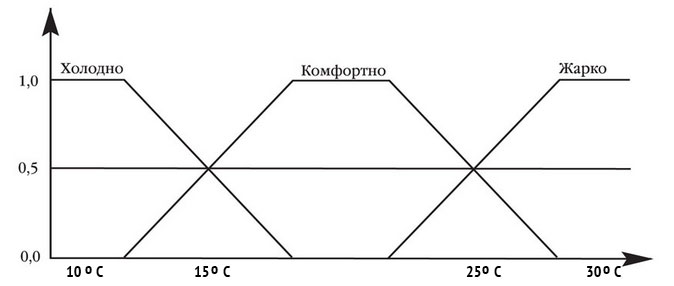 Холодно
Комфортно
Жарко
1,0
0,5
0,0
10º C
15º C
25º C
30º C